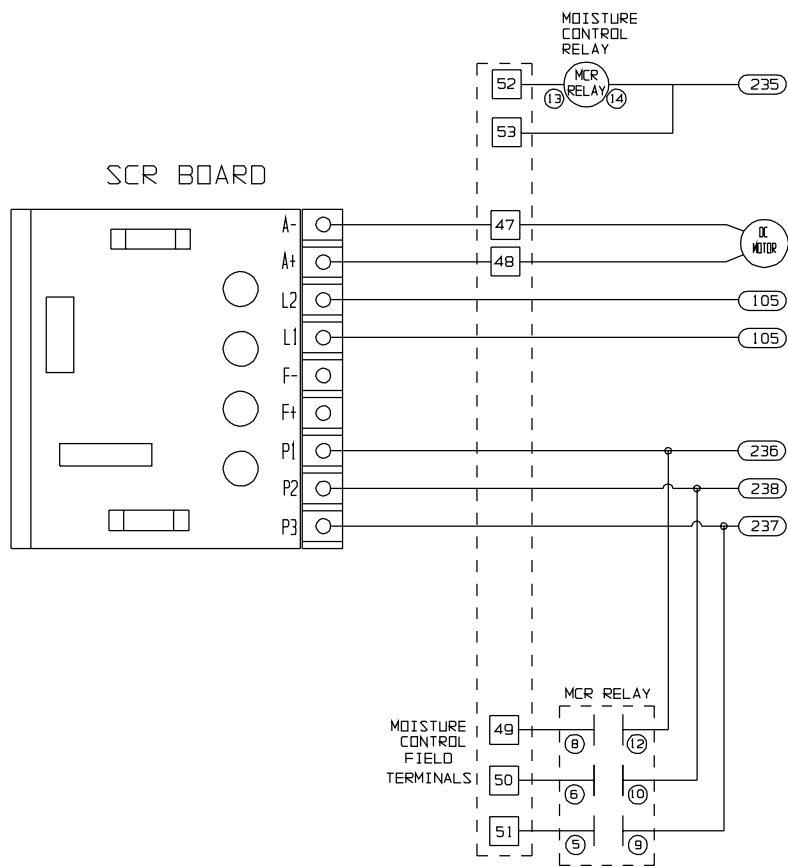 MOISTURE
CONTROL
RELAY
52
MCR
RELAY
13
14
235
53
SCR BOARD
A-
47
DC
MOTOR
A+
48
L2
105
L1
105
F-
F+
P1
236
P2
238
P3
237
MCR RELAY
MOISTURE
CONTROL
FIELD
TERMINALS
49
8
12
50
6
10
51
5
9